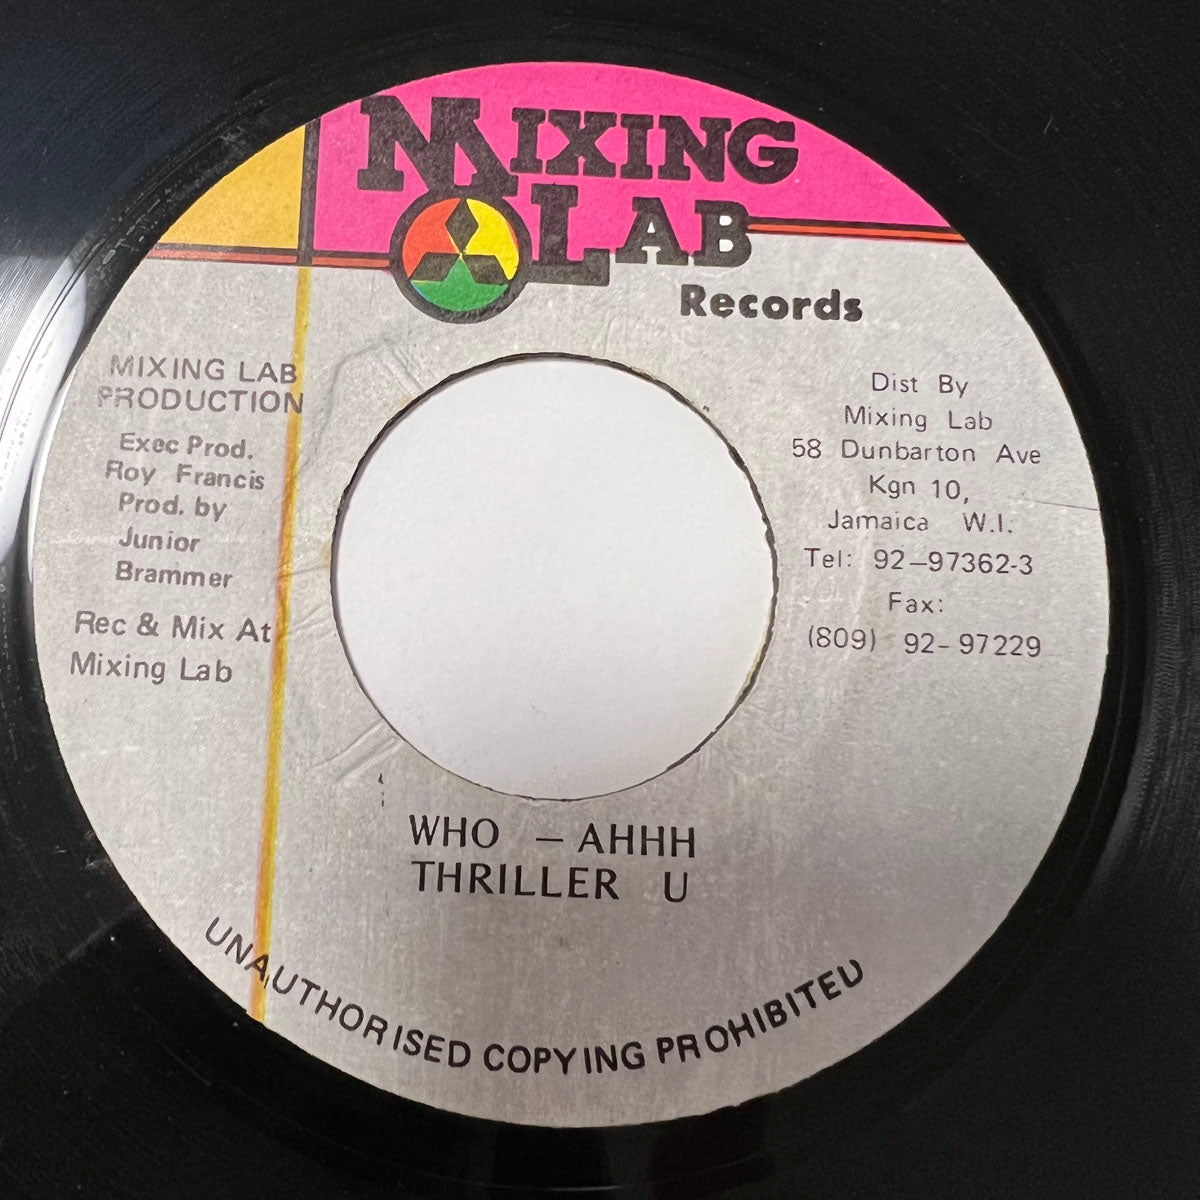 MIXING
LAB
Records
MIXING LAB
PRODUCTION
Exec Prod.
Roy Francis
Prod. by
Junior
Brammer
Rec & Mix At
Mixing Lab
Dist By
Mixing Lab
58 Dunbarton Ave
Kgn 10,
Jamaica W.I.
Tel: 92-97362-3
Fax:
(809) 92-97229
WHO - AHHH
THRILLER U
UNAUTHORISED COPYING PROHIBITED